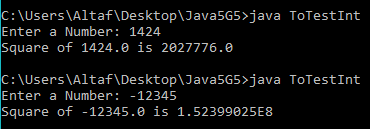 C:\Users\Altaf\Desktop\Java5G5>java ToTestInt
Enter a Number: 1424
Square of 1424.0 is 2027776.0
C:\Users\Altaf\Desktop\Java5G5>java ToTestInt
Enter a Number: -12345
Square of -12345.0 is 1.52399025E8